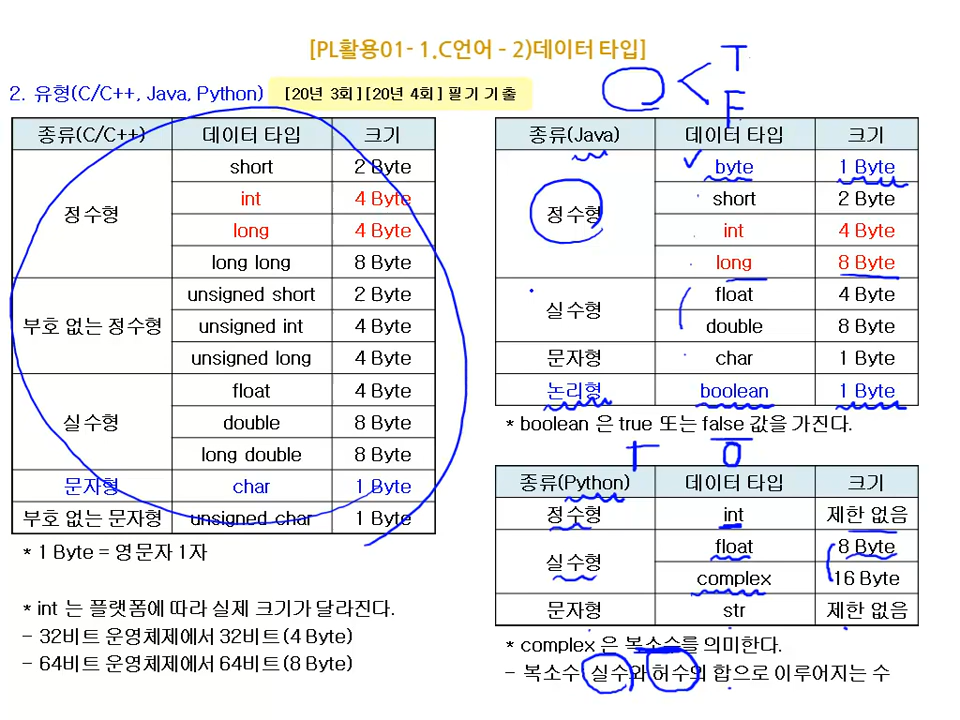 [PL활용01- 1.C언어 – 2)데이터 타입]
T
F
2. 유형(C/C++, Java, Python)
[20년 3회][20년 4회] 필기 기출
종류(C/C++) 데이터 타입 크기
정수형 short 2 Byte
int 4 Byte
long 4 Byte
long long 8 Byte
부호 없는 정수형 unsigned short 2 Byte
unsigned int 4 Byte
unsigned long 4 Byte
실수형 float 4 Byte
double 8 Byte
long double 8 Byte
문자형 char 1 Byte
부호 없는 문자형 unsigned char 1 Byte
* 1 Byte = 영문자 1자
* int 는 플랫폼에 따라 실제 크기가 달라진다.
- 32비트 운영체제에서 32비트(4 Byte)
- 64비트 운영체제에서 64비트(8 Byte)
종류(Java) 데이터 타입 크기
정수형 byte 1 Byte
short 2 Byte
int 4 Byte
long 8 Byte
실수형 float 4 Byte
double 8 Byte
문자형 char 1 Byte
논리형 boolean 1 Byte
* boolean 은 true 또는 false 값을 가진다.
1 0
종류(Python) 데이터 타입 크기
정수형 int 제한 없음
실수형 float 8 Byte
complex 16 Byte
문자형 str 제한 없음
* complex 은 복소수를 의미한다.
- 복소수 실수와 허수의 합으로 이루어지는 수